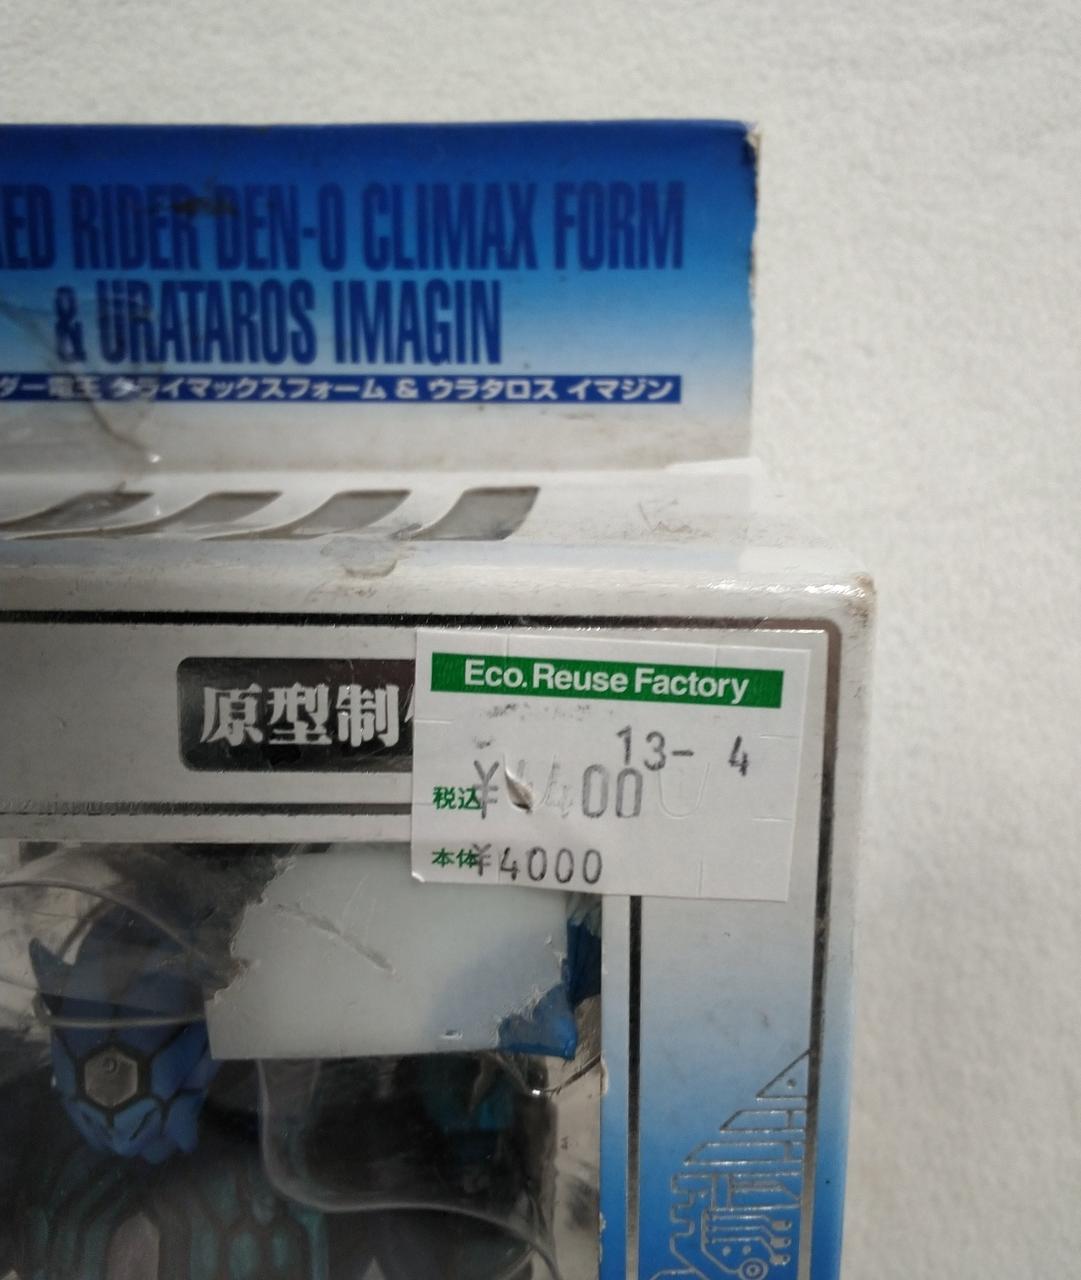 RIDER DEN-O CLIMAX FORM
& URATAROS IMAGIN
ダー電王 クライマックスフォーム & ウラタロス イマジン
原型制
Eco.Reuse Factory
13- 4
税込¥4400
本体¥4000